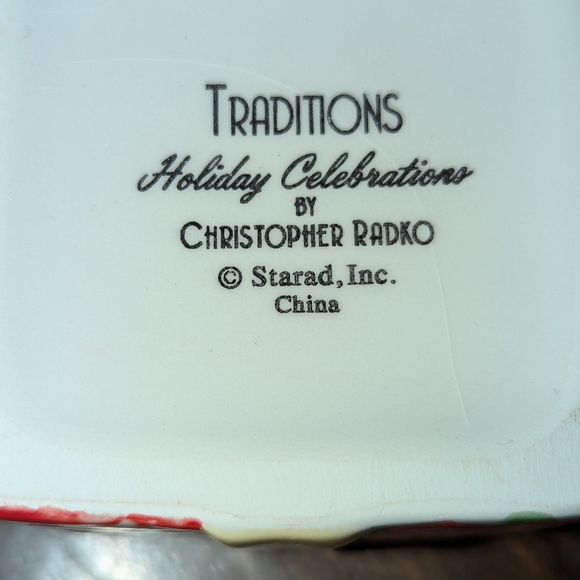 TRADITIONS
Holiday Celebrations
BY
CHRISTOPHER RADKO
© Starad, Inc.
China